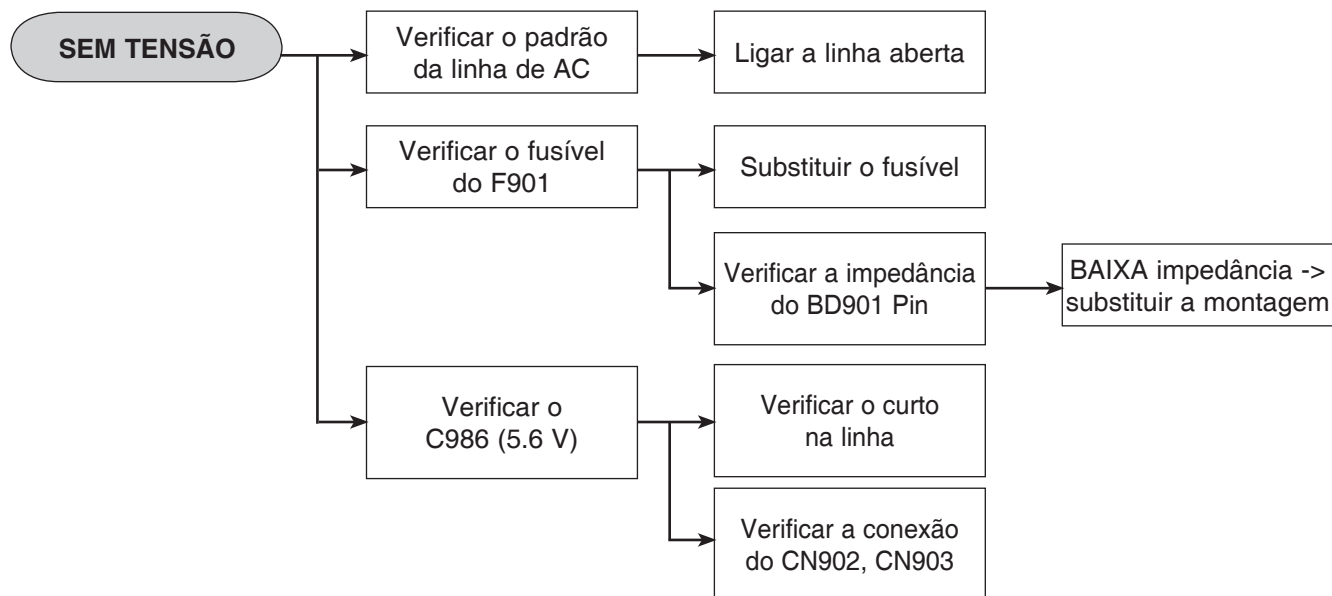 SEM TENSÃO
Verificar o padrão
da linha de AC
Ligar a linha aberta
Verificar o fusível
do F901
Substituir o fusível
Verificar a impedância
do BD901 Pin
BAIXA impedância ->
substituir a montagem
Verificar o
C986 (5.6 V)
Verificar o curto
na linha
Verificar a conexão
do CN902, CN903